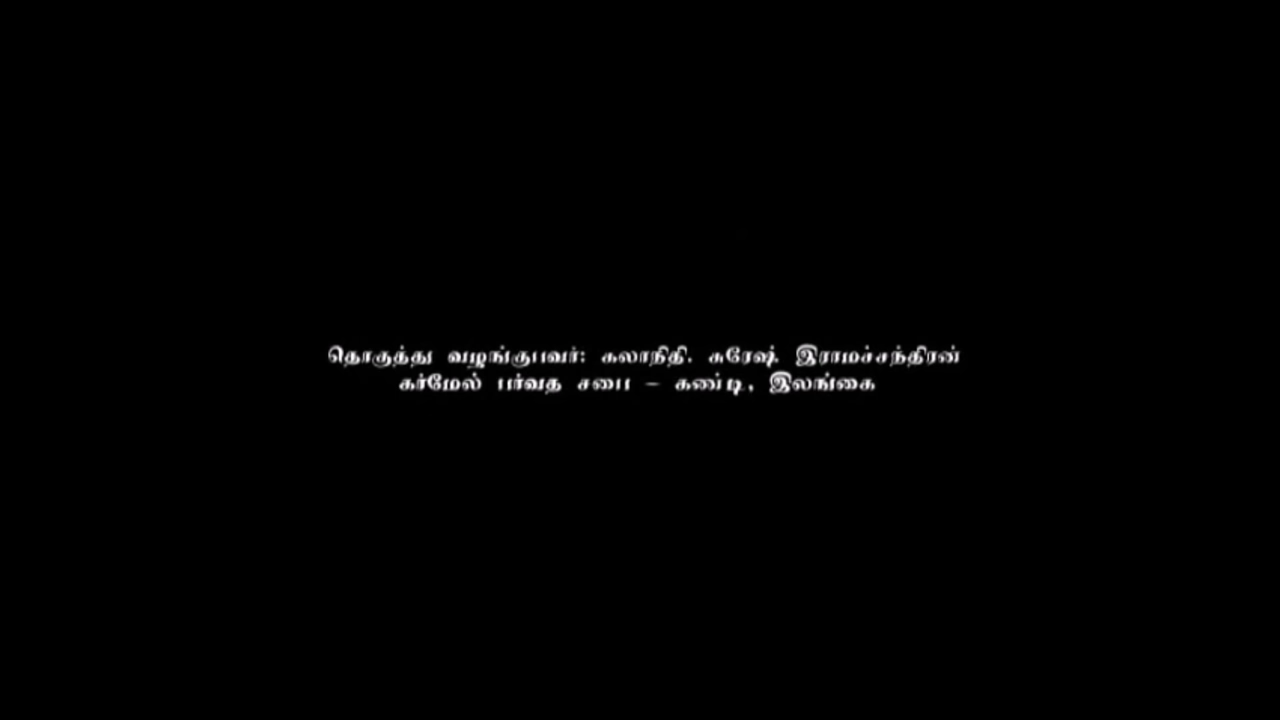 தொகுத்து வழங்குபவர்: கலாநிதி. சுரேஷ் இராமச்சந்திரன்
கர்மேல் பர்வத சபை – கண்டி, இலங்கை